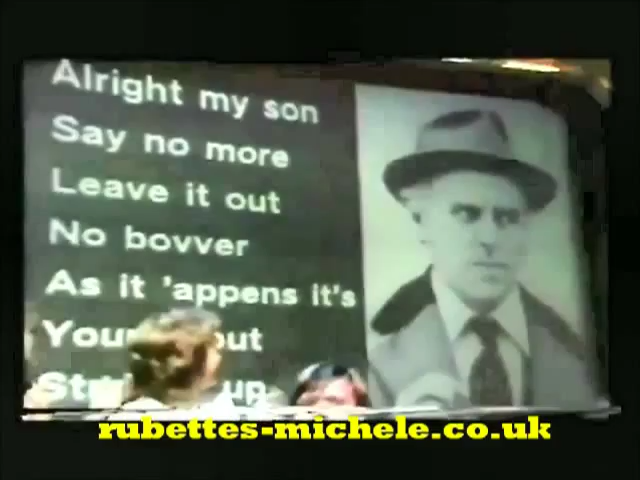 Alright my son
Say no more
Leave it out
No bovver
As it 'appens it's
rubettes-michele.co.uk